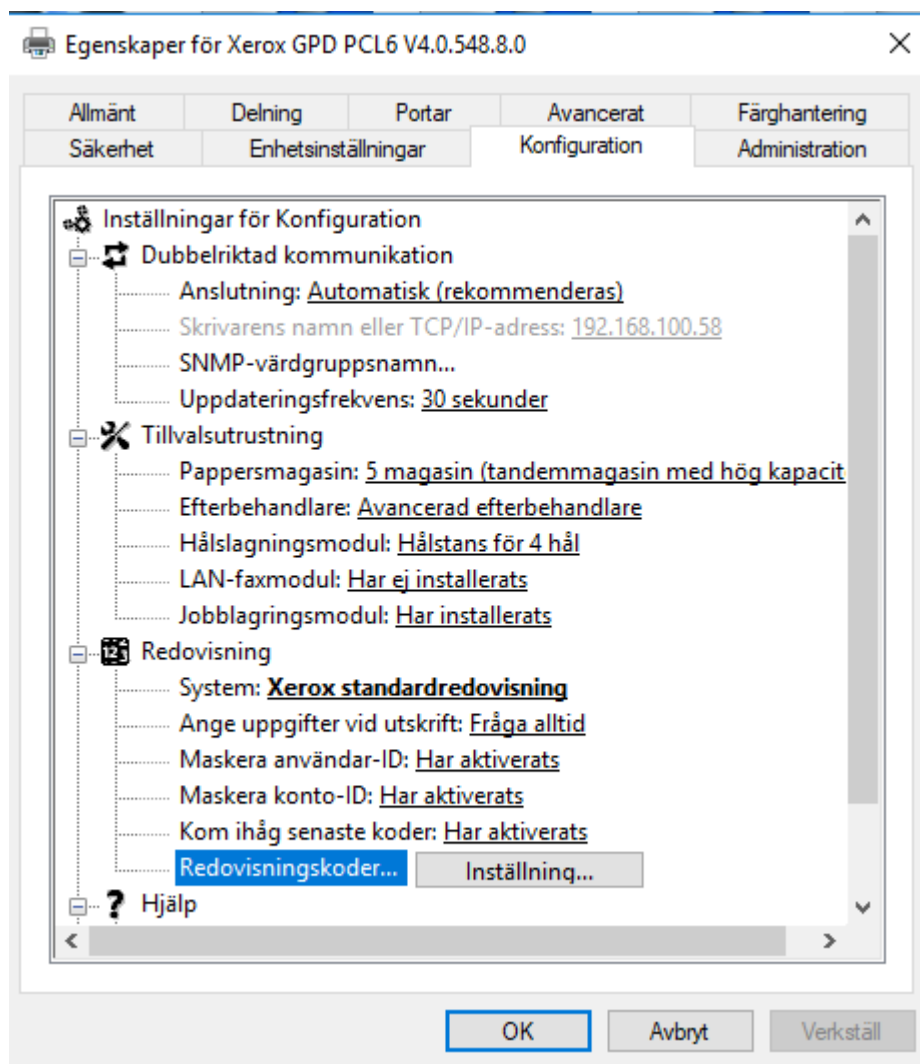 Egenskaper för Xerox GPD PCL6 V4.0.548.8.0
Allmänt Delning Portar Avancerat Färghantering
Säkerhet Enhetsinställningar Konfiguration Administration
Inställningar för Konfiguration
Dubbelriktad kommunikation
Anslutning: Automatisk (rekommenderas)
Skrivarens namn eller TCP/IP-adress: 192.168.100.58
SNMP-värdgruppsnamn...
Uppdateringsfrekvens: 30 sekunder
Tillvalsutrustning
Pappersmagasin: 5 magasin (tandemmagasin med hög kapacit
Efterbehandlare: Avancerad efterbehandlare
Hålslagningsmodul: Hålstans för 4 hål
LAN-faxmodul: Har ej installerats
Jobblagringsmodul: Har installerats
Redovisning
System: Xerox standardredovisning
Ange uppgifter vid utskrift: Fråga alltid
Maskera användar-ID: Har aktiverats
Maskera konto-ID: Har aktiverats
Kom ihåg senaste koder: Har aktiverats
Redovisningskoder... Inställning...
Hjälp
OK Avbryt Verkställ